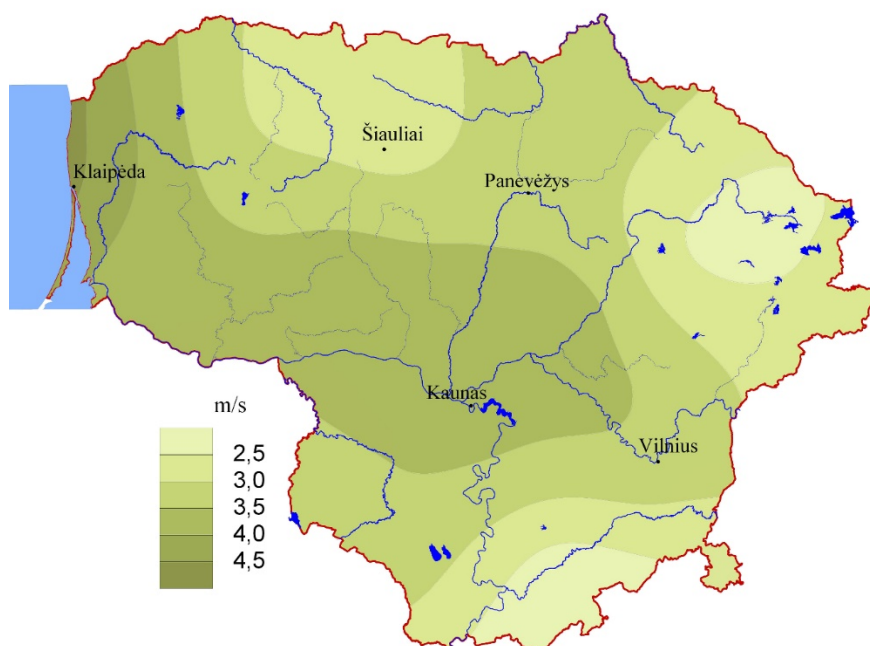 Šiauliai
Klaipėda
Panevėžys
Kaunas
m/s
Vilnius
2,5
3,0
3,5
4,0
4,5